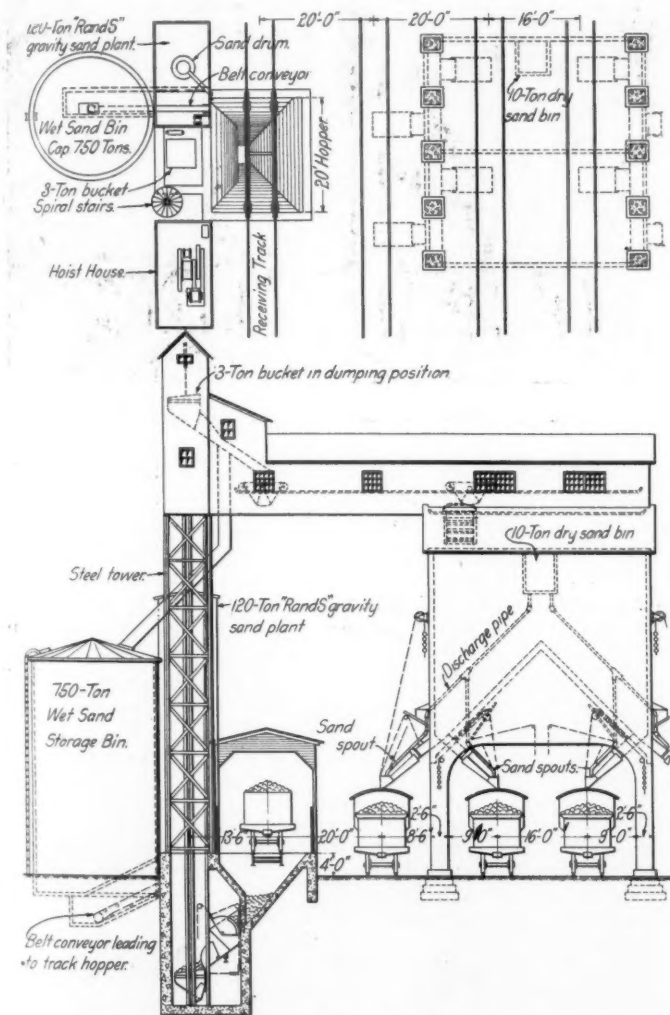 120-Ton "RandS"
gravity sand plant.
Sand drum.
Belt conveyor
Wet Sand Bin
Cap 750 Tons.
3-Ton bucket
Spiral stairs.
20' Hopper.
Hoist House.
Receiving Track
20'-0"
20'-0"
16'-0"
10-Ton dry
sand bin
3-Ton bucket in dumping position.
10-Ton dry sand bin
Steel tower.
120-Ton "RandS" gravity
sand plant
Discharge pipe
750-Ton
Wet Sand
Storage Bin.
Sand
spout
Sand spouts.
13'-6"
20'-0"
4'-0"
2'-6"
8'-6"
9'-0"
16'-0"
9'-0"
2'-6"
Belt conveyor leading
to track hopper.